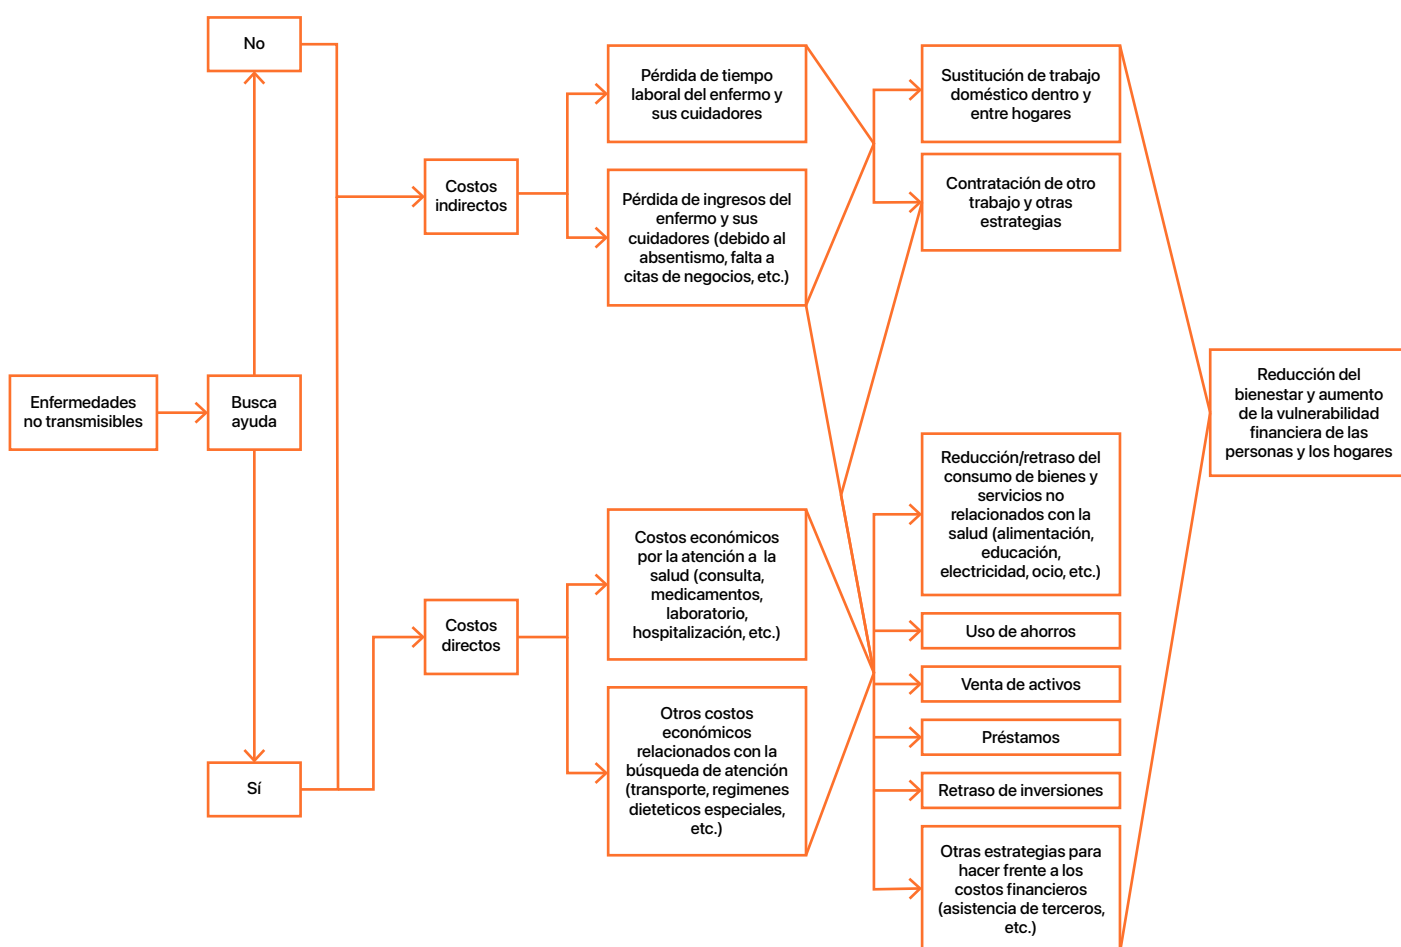 No
Enfermedades
no transmisibles
Busca
ayuda
Sí
Costos
indirectos
Costos
directos
Pérdida de tiempo
laboral del enfermo y
sus cuidadores
Pérdida de ingresos del
enfermo y sus
cuidadores (debido al
absentismo, falta a
citas de negocios, etc.)
Costos económicos
por la atención a  la
salud (consulta,
medicamentos,
laboratorio,
hospitalización, etc.)
Otros costos
económicos
relacionados con la
búsqueda de atención
(transporte, regimenes
dieteticos especiales,
etc.)
Sustitución de trabajo
doméstico dentro y
entre hogares
Contratación de otro
trabajo y otras
estrategias
Reducción/retraso del
consumo de bienes y
servicios no
relacionados con la
salud (alimentación,
educación,
electricidad, ocio, etc.)
Uso de ahorros
Venta de activos
Préstamos
Retraso de inversiones
Otras estrategias para
hacer frente a los
costos financieros
(asistencia de terceros,
etc.)
Reducción del
bienestar y aumento
de la vulnerabilidad
financiera de las
personas y los hogares